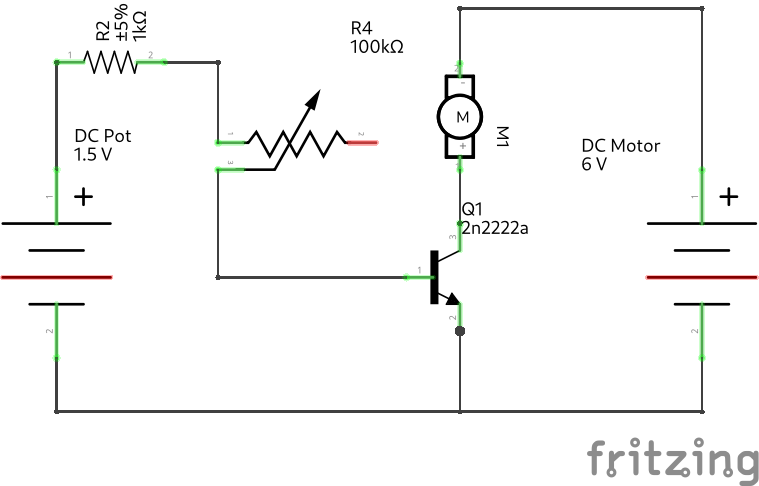 R2
±5%
1kΩ
1
2
R4
100kΩ
1
2
3
DC Pot
1.5 V
1
+
2
M
-
+
M1
Q1
2n2222a
3
1
2
DC Motor
6 V
1
+
2
fritzing